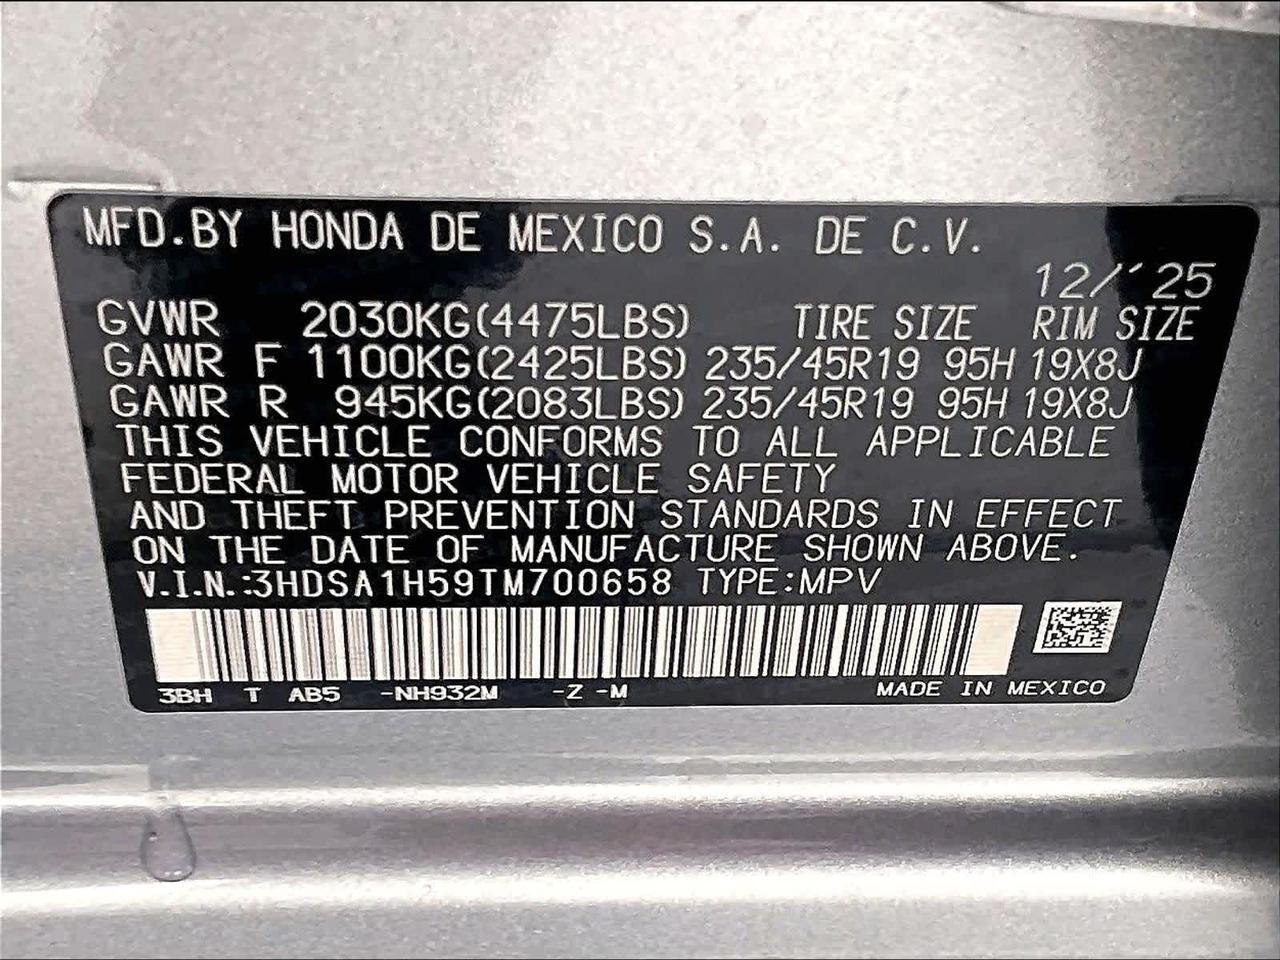 MFD.BY HONDA DE MEXICO S.A. DE C.V.
12/'25
GVWR 2030KG(4475LBS) TIRE SIZE RIM SIZE
GAWR F 1100KG(2425LBS) 235/45R19 95H 19X8J
GAWR R 945KG(2083LBS) 235/45R19 95H 19X8J
THIS VEHICLE CONFORMS TO ALL APPLICABLE
FEDERAL MOTOR VEHICLE SAFETY
AND THEFT PREVENTION STANDARDS IN EFFECT
ON THE DATE OF MANUFACTURE SHOWN ABOVE.
V.I.N.:3HDSA1H59TM700658 TYPE:MPV
3BH T AB5 -NH932M -Z -M MADE IN MEXICO